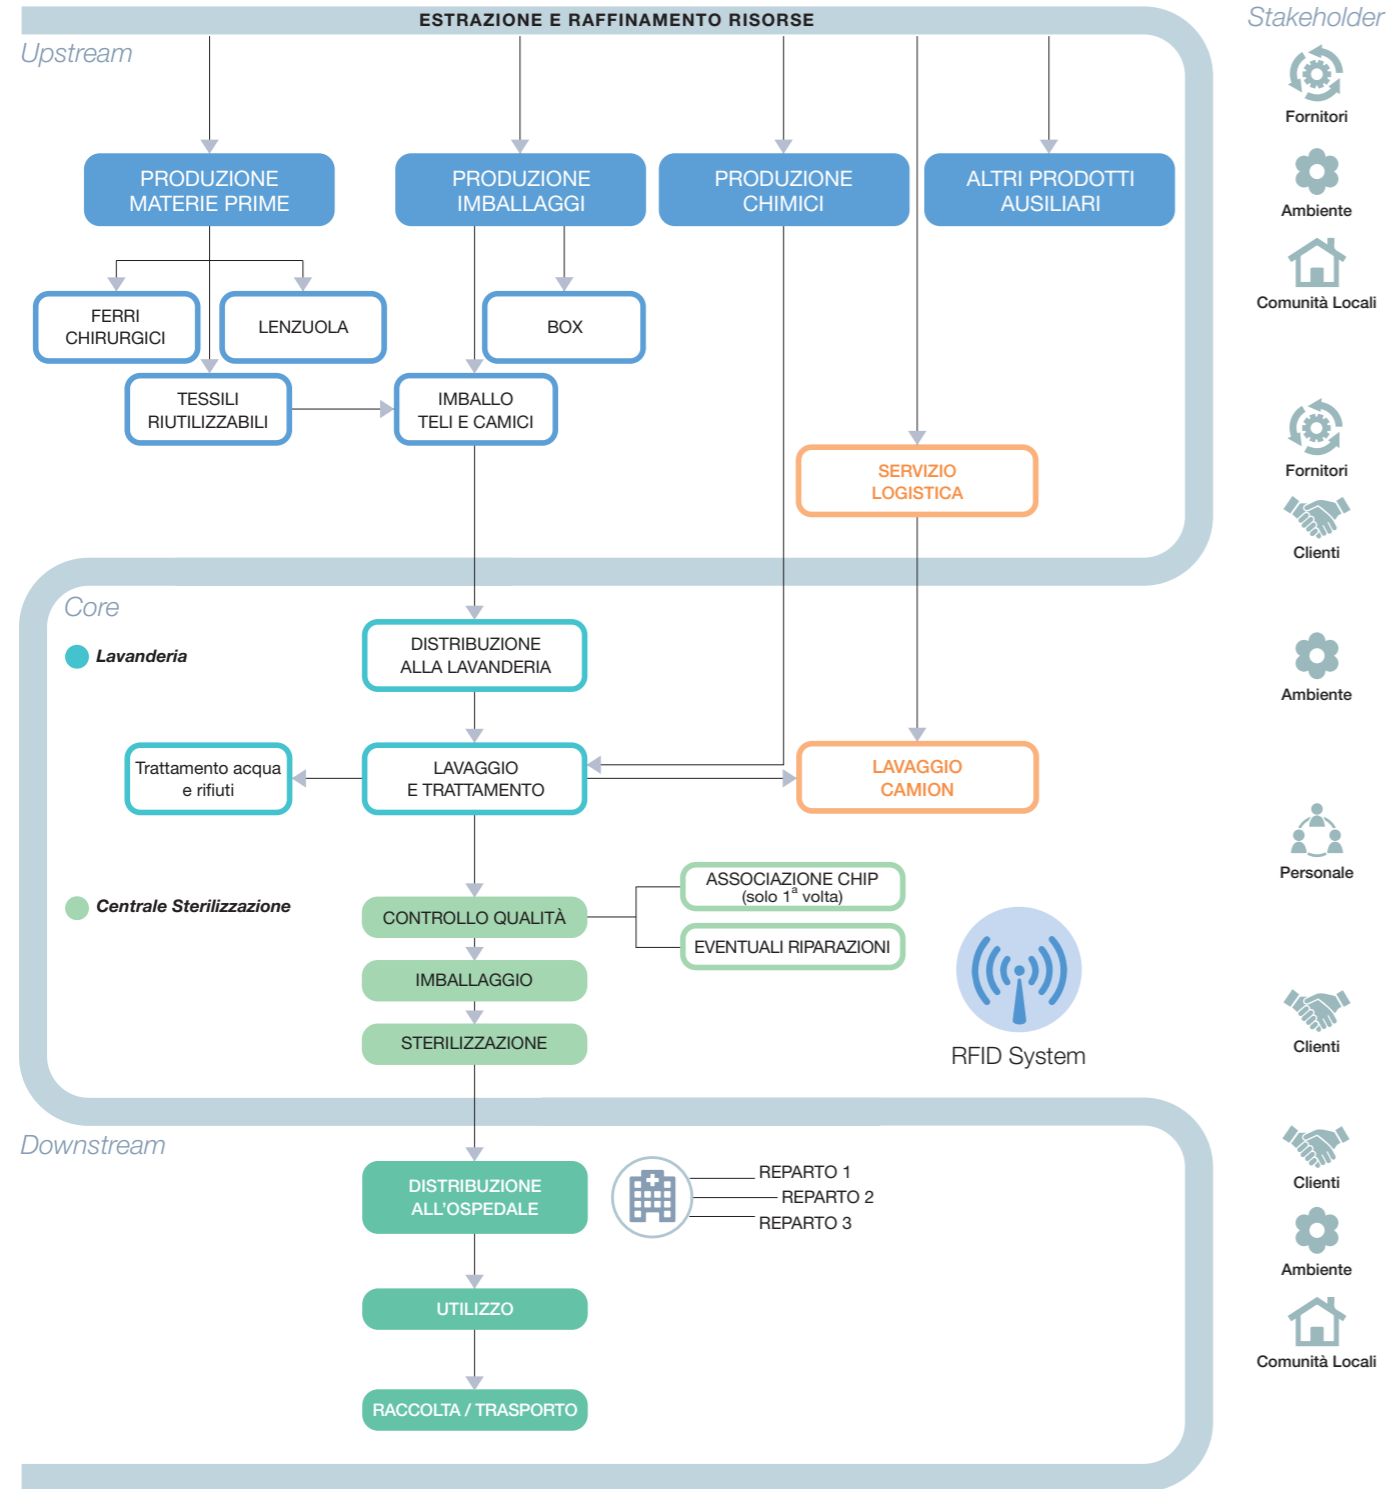 ESTRAZIONE E RAFFINAMENTO RISORSE
Stakeholder
Upstream
Fornitori
Ambiente
Comunità Locali
PRODUZIONE
MATERIE PRIME
PRODUZIONE
IMBALLAGGI
PRODUZIONE
CHIMICI
ALTRI PRODOTTI
AUSILIARI
FERRI
CHIRURGICI
LENZUOLA
BOX
TESSILI
RIUTILIZZABILI
IMBALLO
TELI E CAMICI
SERVIZIO
LOGISTICA
Fornitori
Clienti
Core
Lavanderia
DISTRIBUZIONE
ALLA LAVANDERIA
Ambiente
Trattamento acqua
e rifiuti
LAVAGGIO
E TRATTAMENTO
LAVAGGIO
CAMION
Personale
Centrale Sterilizzazione
CONTROLLO QUALITÀ
ASSOCIAZIONE CHIP
(solo 1ª volta)
EVENTUALI RIPARAZIONI
IMBALLAGGIO
STERILIZZAZIONE
RFID System
Clienti
Downstream
DISTRIBUZIONE
ALL'OSPEDALE
REPARTO 1
REPARTO 2
REPARTO 3
Clienti
Ambiente
UTILIZZO
Comunità Locali
RACCOLTA / TRASPORTO